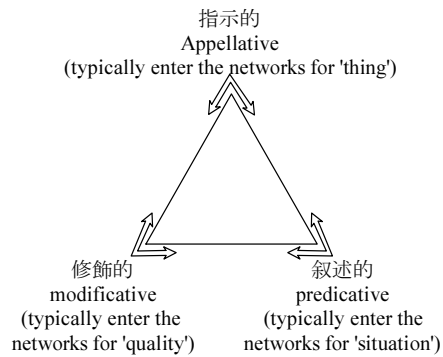 指示的
Appellative
(typically enter the networks for 'thing')
修飾的
modificative
(typically enter the
networks for 'quality')
叙述的
predicative
(typically enter the
networks for 'situation')